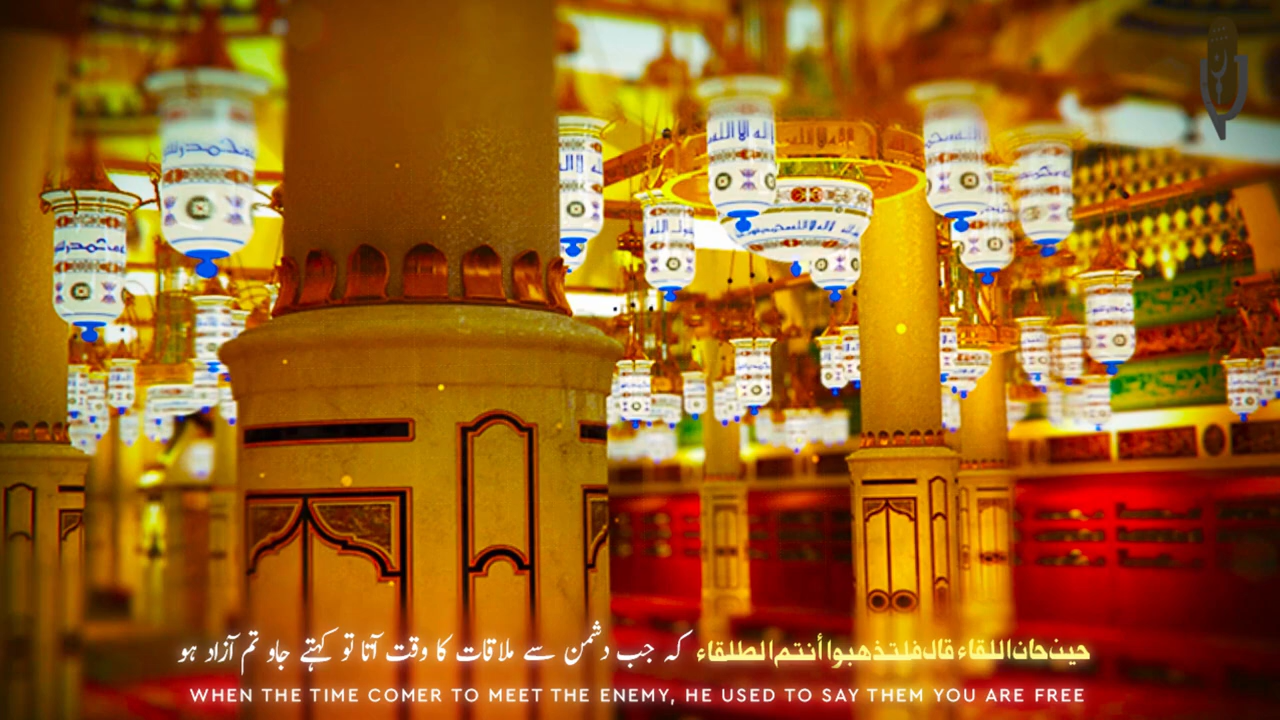 حين حان اللقاء قال فلتذهبوا أنتم الطلقاء کہ جب دشمن سے ملاقات کا وقت آتا تو کہتے جاو تم آزاد ہو
WHEN THE TIME COMER TO MEET THE ENEMY, HE USED TO SAY THEM YOU ARE FREE